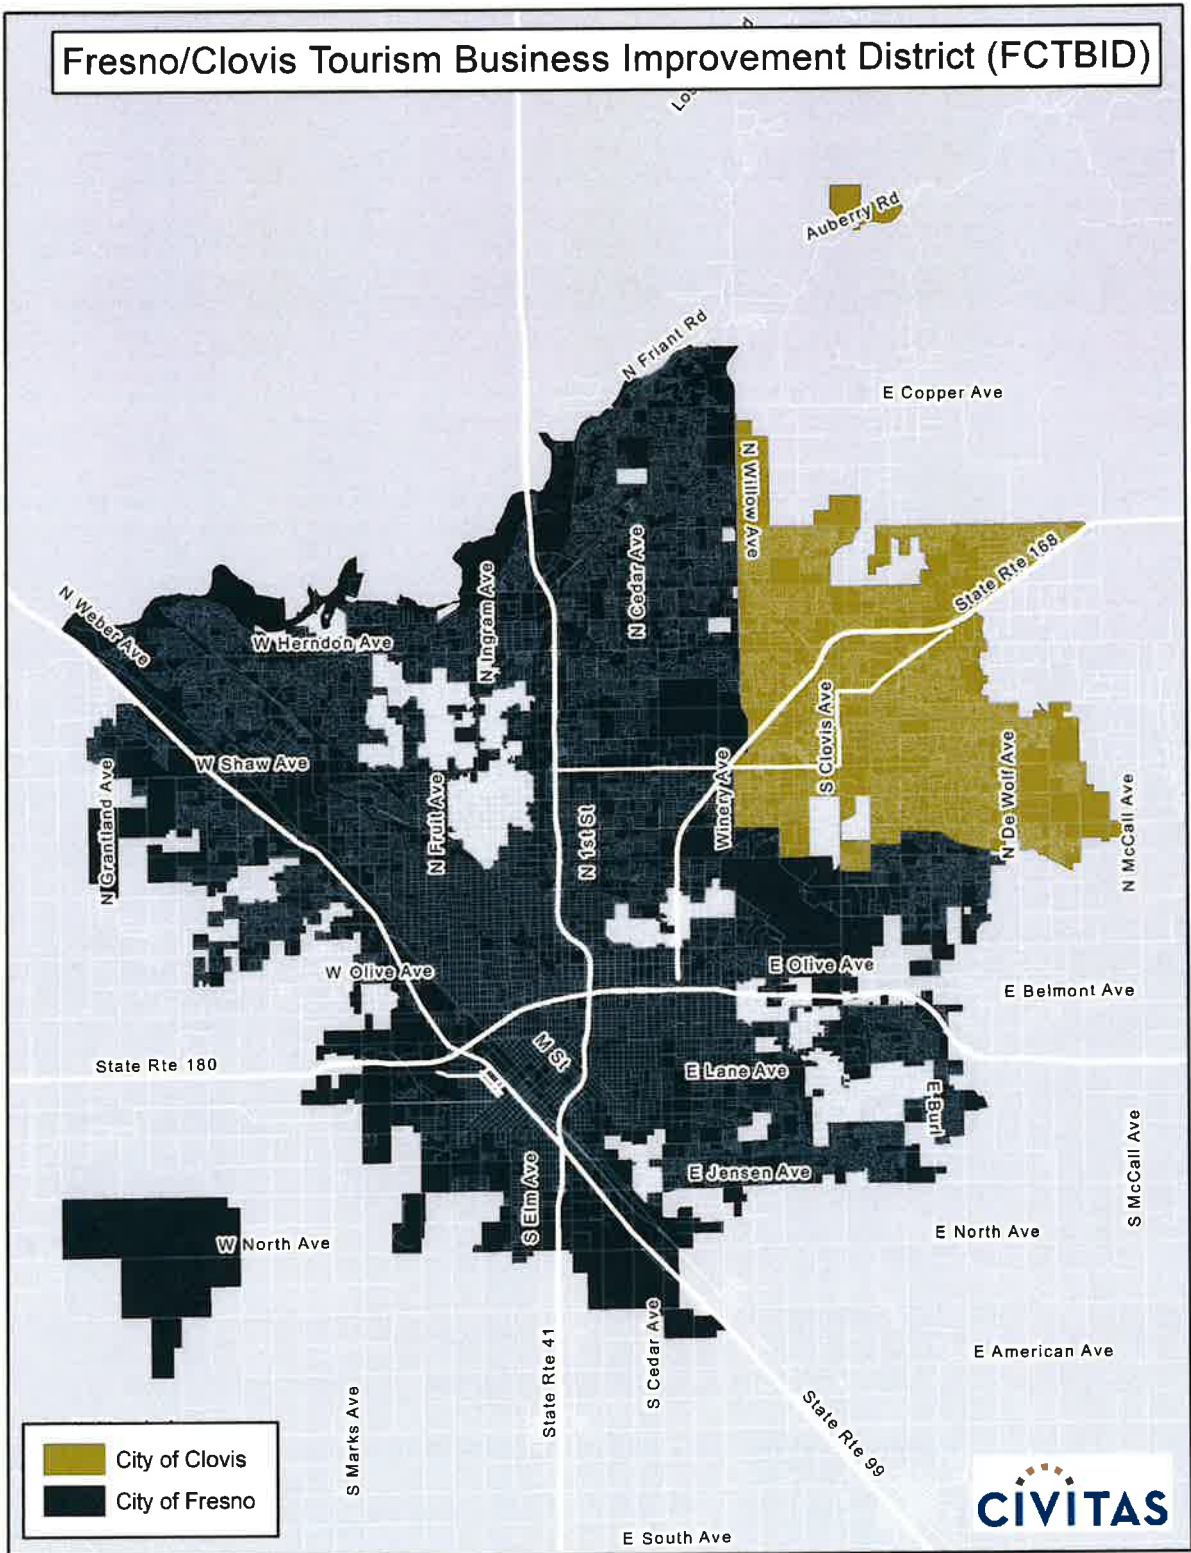 Fresno/Clovis Tourism Business Improvement District (FCTBID)
Auberry Rd
N Friant Rd
E Copper Ave
N Willow Ave
N Cedar Ave
State Rte 168
N Ingram Ave
N Weber Ave
W Herndon Ave
S Clovis Ave
N De Wolf Ave
W Shaw Ave
Winery Ave
N Grantland Ave
N Fruit Ave
N 1st St
N McCall Ave
W Olive Ave
E Olive Ave
E Belmont Ave
M St
State Rte 180
E Lane Ave
E Burl
S McCall Ave
E Jensen Ave
S Elm Ave
W North Ave
E North Ave
State Rte 41
S Cedar Ave
E American Ave
S Marks Ave
State Rte 99
City of Clovis
City of Fresno
CIVITAS
E South Ave